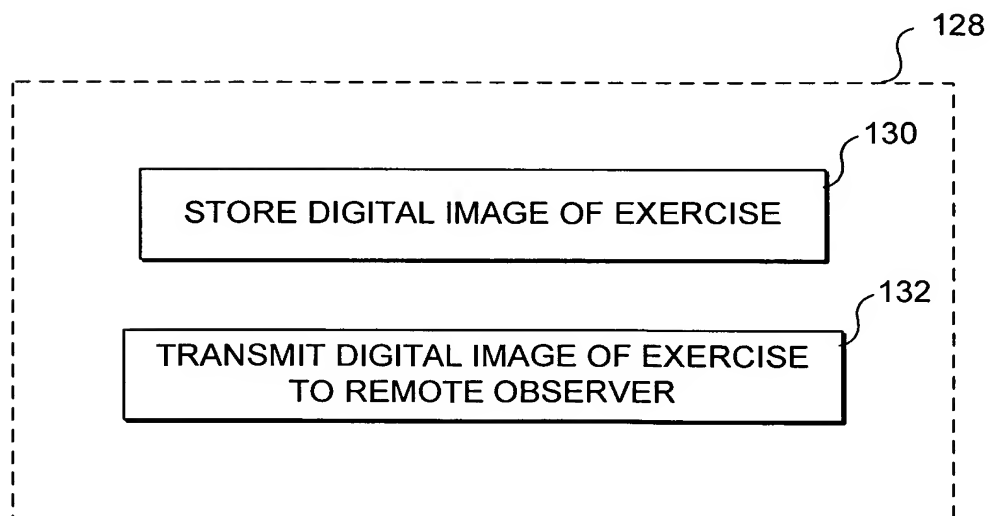 128
130
STORE DIGITAL IMAGE OF EXERCISE
132
TRANSMIT DIGITAL IMAGE OF EXERCISE
TO REMOTE OBSERVER